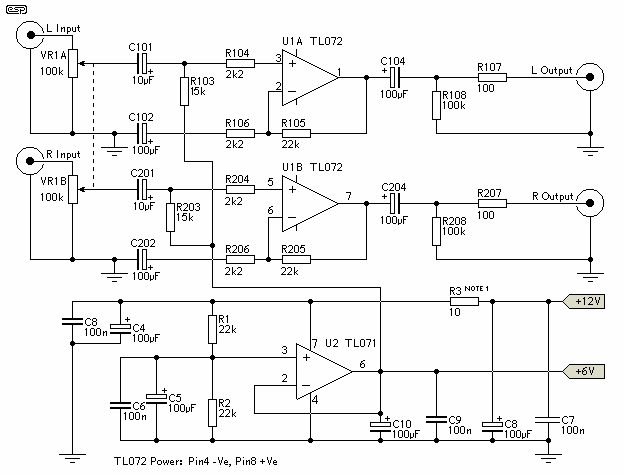 esp
L Input
VR1A
100k
C101
+
10µF
R103
15k
R104
2k2
U1A TL072
3
+
1
2
C104
+
100µF
R107
100
L Output
R108
100k
C102
+
100µF
R106
2k2
R105
22k
R Input
VR1B
100k
C201
+
10µF
R203
15k
R204
2k2
U1B TL072
5
+
7
6
C204
+
100µF
R207
100
R Output
R208
100k
C202
+
100µF
R206
2k2
R205
22k
R3 NOTE 1
10
+12V
C8
100n
+
C4
100µF
R1
22k
U2 TL071
7
3
+
6
2
4
+6V
C6
100n
+
C5
100µF
R2
22k
+
C10
100µF
C9
100n
+
C8
100µF
C7
100n
TL072 Power: Pin4 -Ve, Pin8 +Ve